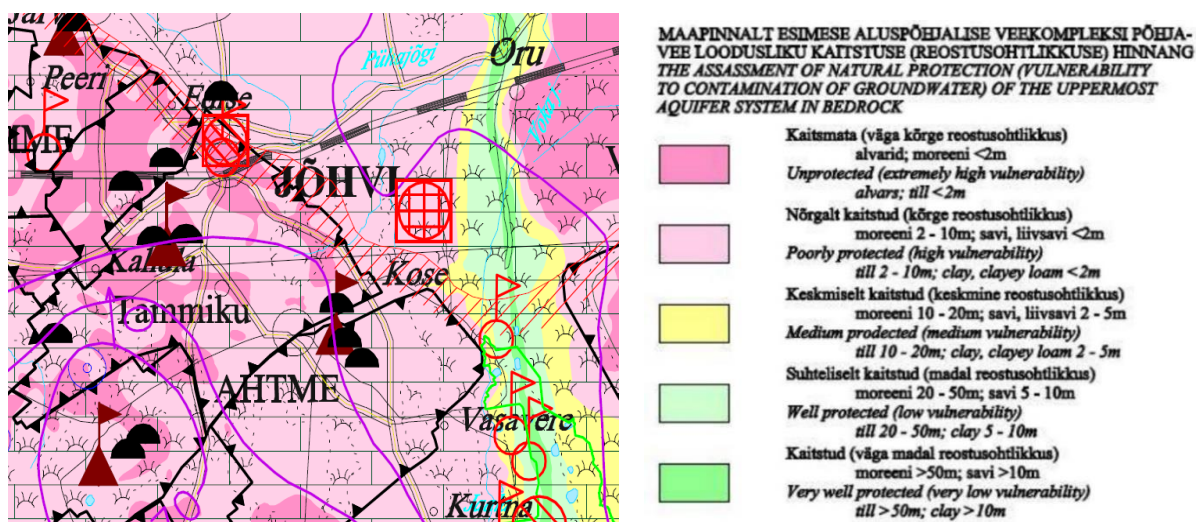 Peeri
Edise
Pühajõgi
Oru
JÕHVI
Kose
Kahula
Tammiku
AHTME
Vasavere
Kurtna
MAAPINNALT ESIMESE ALUSPÕHJALISE VEEKOMPLEKSI PÕHJA-
VEE LOODUSLIKU KAITSTUSE (REOSTUSOHTLIKKUSE) HINNANG
THE ASSASSMENT OF NATURAL PROTECTION (VULNERABILITY
TO CONTAMINATION OF GROUNDWATER) OF THE UPPERMOST
AQUIFER SYSTEM IN BEDROCK
Kaitsmata (väga kõrge reostusohtlikkus)
alvarid; moreeni <2m
Unprotected (extremely high vulnerability)
alvars; till <2m
Nõrgalt kaitstud (kõrge reostusohtlikkus)
moreeni 2 - 10m; savi, liivsavi <2m
Poorly protected (high vulnerability)
till 2 - 10m; clay, clayey loam <2m
Keskmiselt kaitstud (keskmine reostusohtlikkus)
moreeni 10 - 20m; savi, liivsavi 2 - 5m
Medium prodected (medium vulnerability)
till 10 - 20m; clay, clayey loam 2 - 5m
Suhteliselt kaitstud (madal reostusohtlikkus)
moreeni 20 - 50m; savi 5 - 10m
Well protected (low vulnerability)
till 20 - 50m; clay 5 - 10m
Kaitstud (väga madal reostusohtlikkus)
moreeni >50m; savi >10m
Very well protected (very low vulnerability)
till >50m; clay >10m